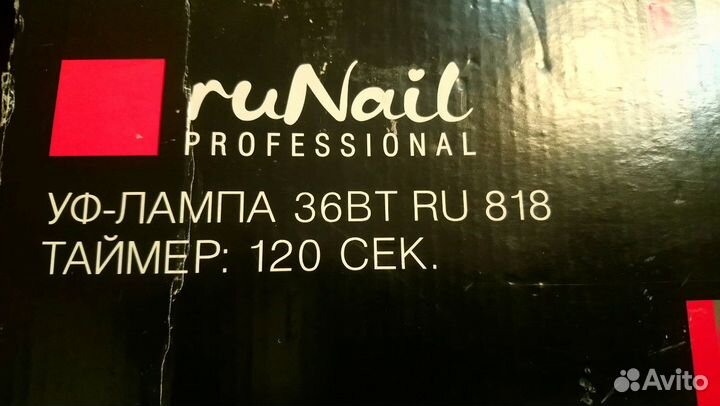 ruNail
PROFESSIONAL
УФ-ЛАМПА 36ВТ RU 818
ТАЙМЕР: 120 СЕК.
Avito